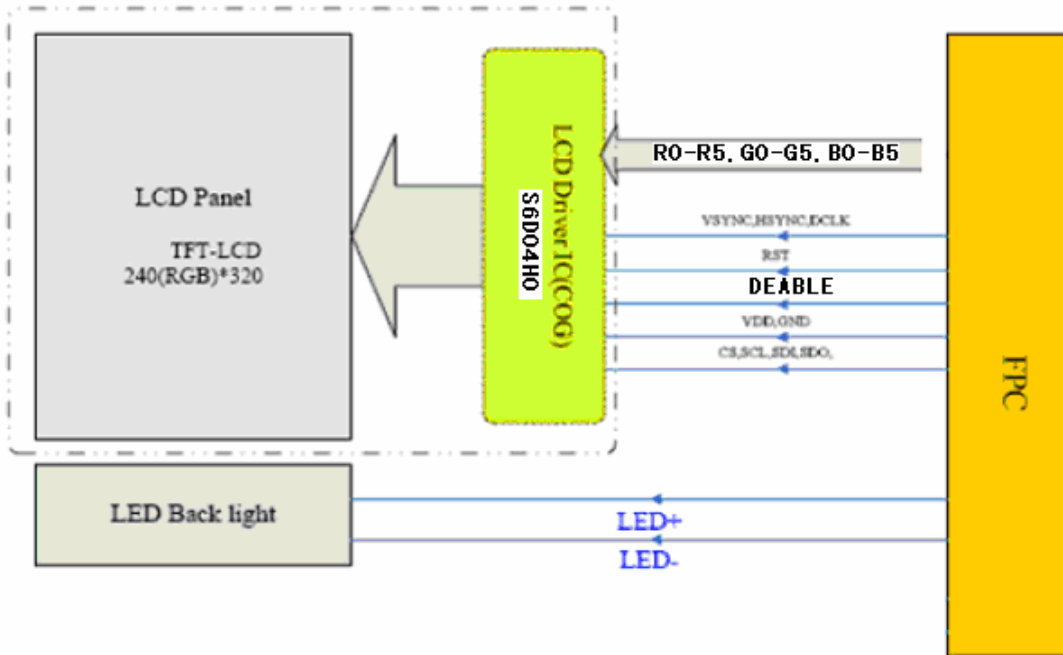 LCD Panel
TFT-LCD
240(RGB)*320
LCD Driver IC(COG)
S6D04H0
R0-R5, G0-G5, B0-B5
VSYNC,HSYNC,DCLK
RST
DEABLE
VDD,GND
CS,SCL,SDI,SDO,
FPC
LED Back light
LED+
LED-